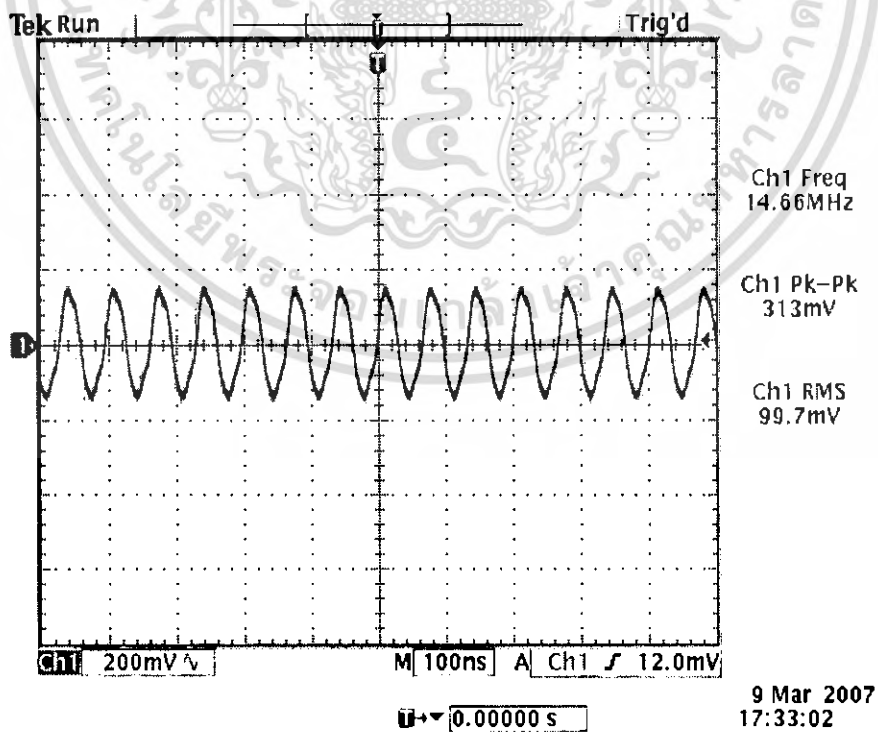 Tek Run
Trig'd
T
T
Ch1 Freq
14.66MHz
Ch1 Pk-Pk
313mV
1
Ch1 RMS
99.7mV
Ch1 200mV M 100ns A Ch1 12.0mV
T 0.00000 s
9 Mar 2007
17:33:02